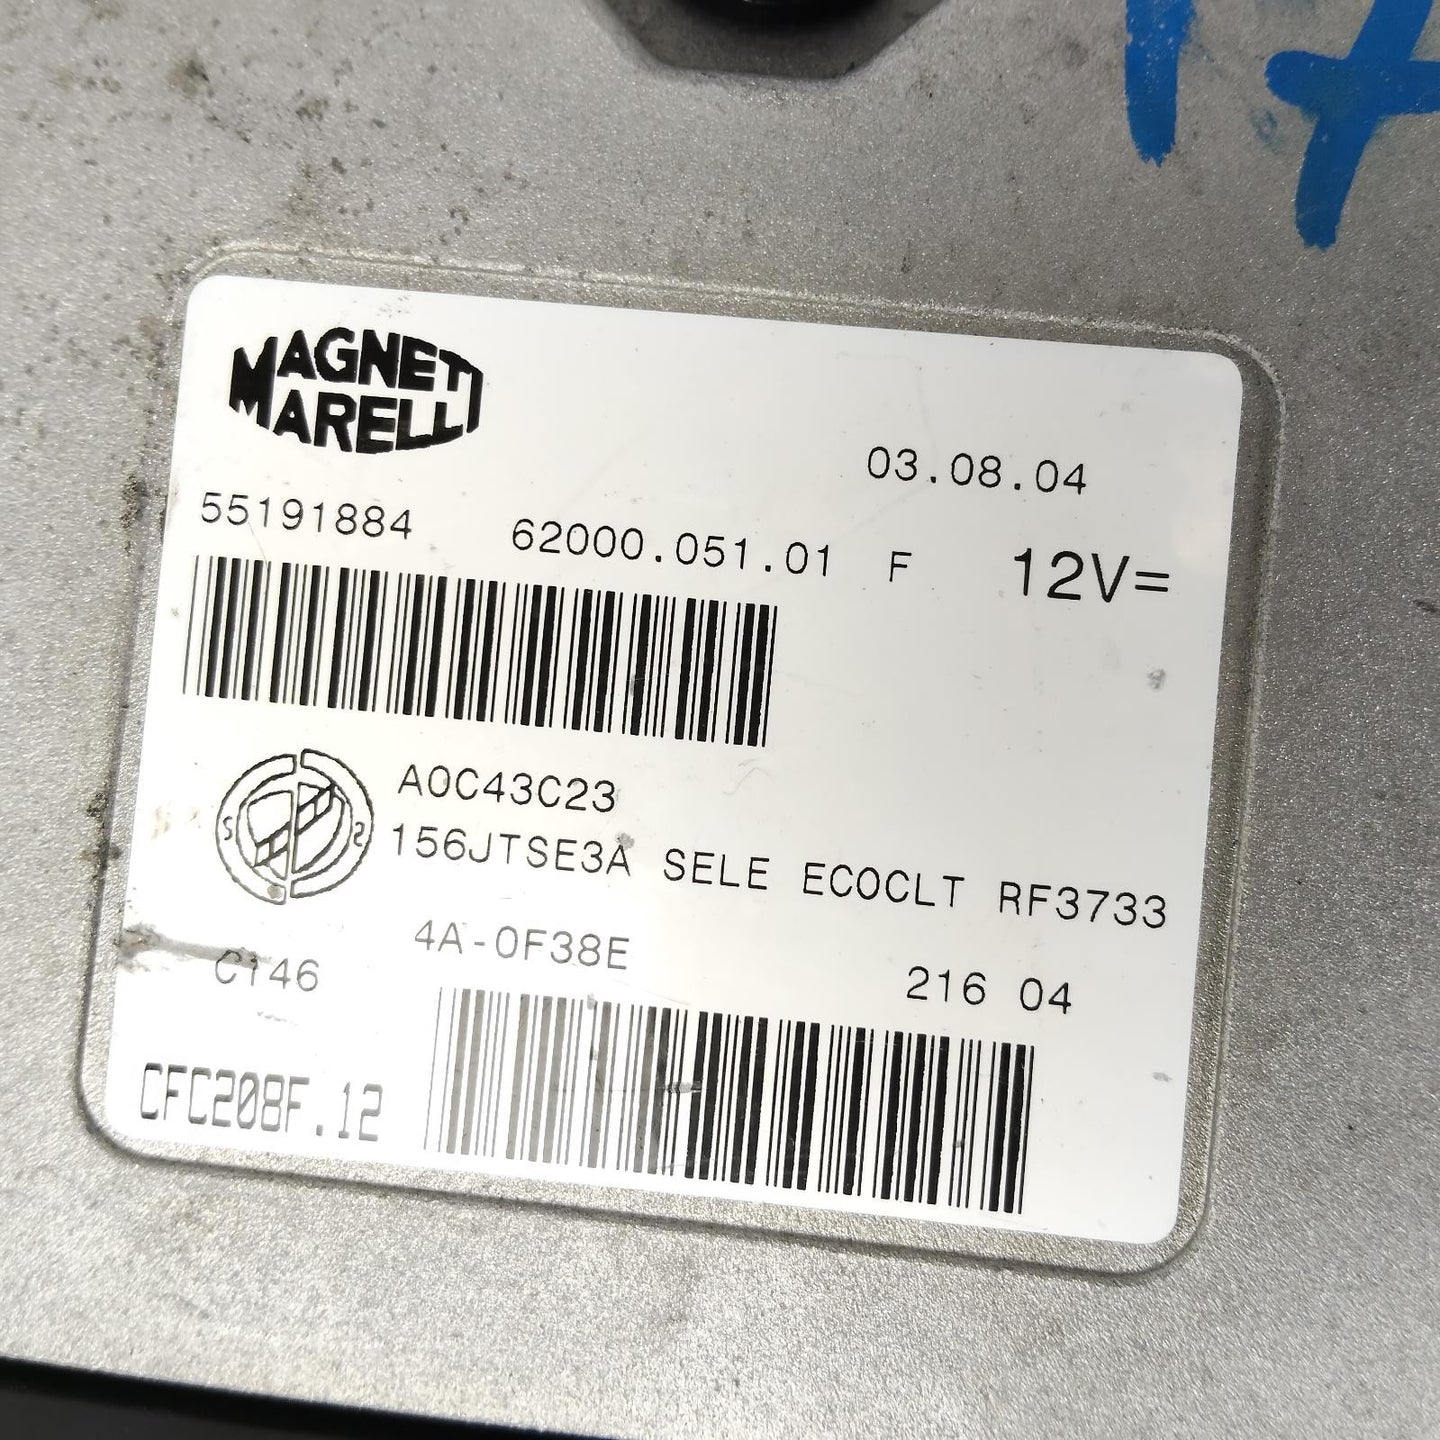 17
MAGNETI
MARELLI
03.08.04
55191884 62000.051.01 F 12V=
A0C43C23
156JTSE3A SELE ECOCLT RF3733
4A-0F38E
C146 216 04
CFC208F.12